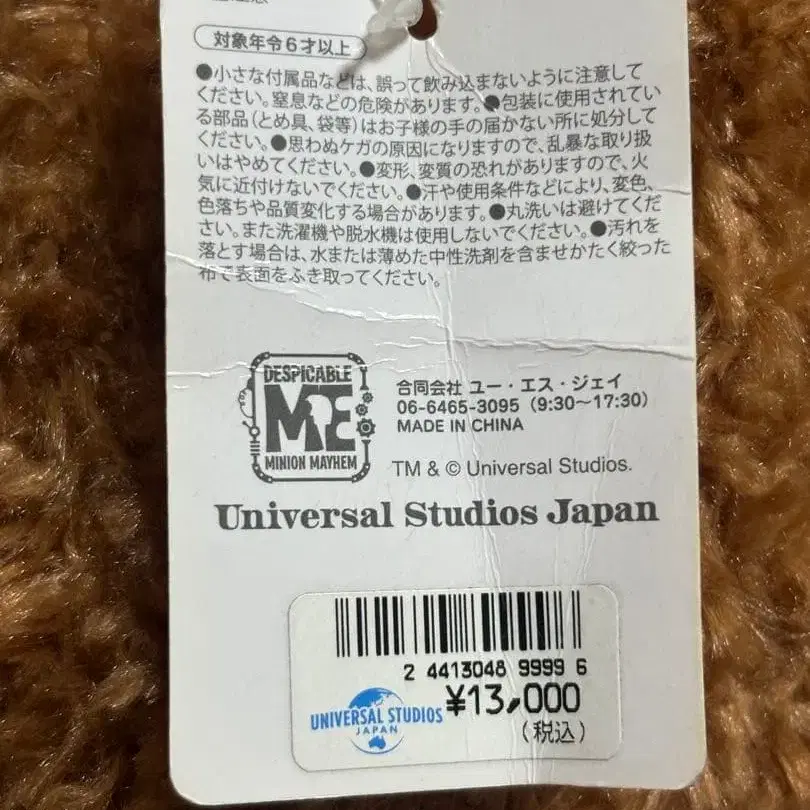 対象年令6才以上
●小さな付属品などは、誤って飲み込まないように注意して
ください。窒息などの危険があります。●包装に使用されてい
る部品(とめ具、袋等)はお子様の手の届かない所に処分して
ください。●思わぬケガの原因になりますので、乱暴な取り扱
いはやめてください。●変形、変質の恐れがありますので、火
気に近付けないでください。●汗や使用条件などにより、変色、
色落ちや品質変化する場合があります。●丸洗いは避けてくだ
さい。また洗濯機や脱水機は使用しないでください。●汚れを
落とす場合は、水または薄めた中性洗剤を含ませかたく絞った
布で表面をふき取ってください。
DESPICABLE
ME
MINION MAYHEM
合同会社 ユー・エス・ジェイ
06-6465-3095(9:30〜17:30)
MADE IN CHINA
TM & © Universal Studios.
Universal Studios Japan
2 4413048 9999 6
¥13,000
(税込)
UNIVERSAL STUDIOS
JAPAN